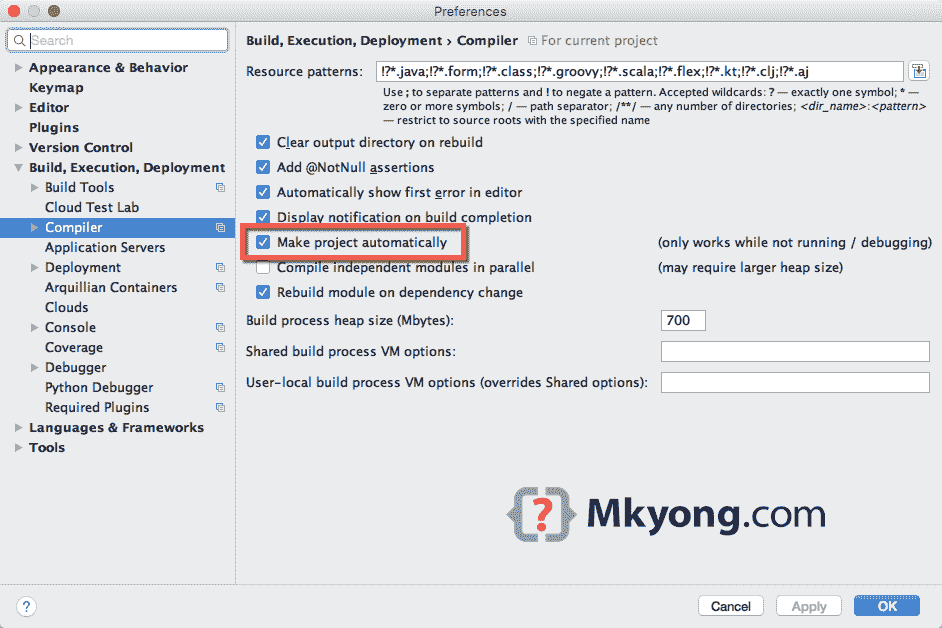 Preferences
Search
Appearance & Behavior
Keymap
Editor
Plugins
Version Control
Build, Execution, Deployment
Build Tools
Cloud Test Lab
Compiler
Application Servers
Deployment
Arquillian Containers
Clouds
Console
Coverage
Debugger
Python Debugger
Required Plugins
Languages & Frameworks
Tools
Build, Execution, Deployment › Compiler For current project
Resource patterns: !?*.java;!?*.form;!?*.class;!?*.groovy;!?*.scala;!?*.flex;!?*.kt;!?*.clj;!?*.aj
Use ; to separate patterns and ! to negate a pattern. Accepted wildcards: ? — exactly one symbol; * —
zero or more symbols; / — path separator; /**/ — any number of directories; <dir_name>:<pattern>
— restrict to source roots with the specified name
Clear output directory on rebuild
Add @NotNull assertions
Automatically show first error in editor
Display notification on build completion
Make project automatically (only works while not running / debugging)
Compile independent modules in parallel (may require larger heap size)
Rebuild module on dependency change
Build process heap size (Mbytes): 700
Shared build process VM options:
User-local build process VM options (overrides Shared options):
{?} Mkyong.com
? Cancel Apply OK